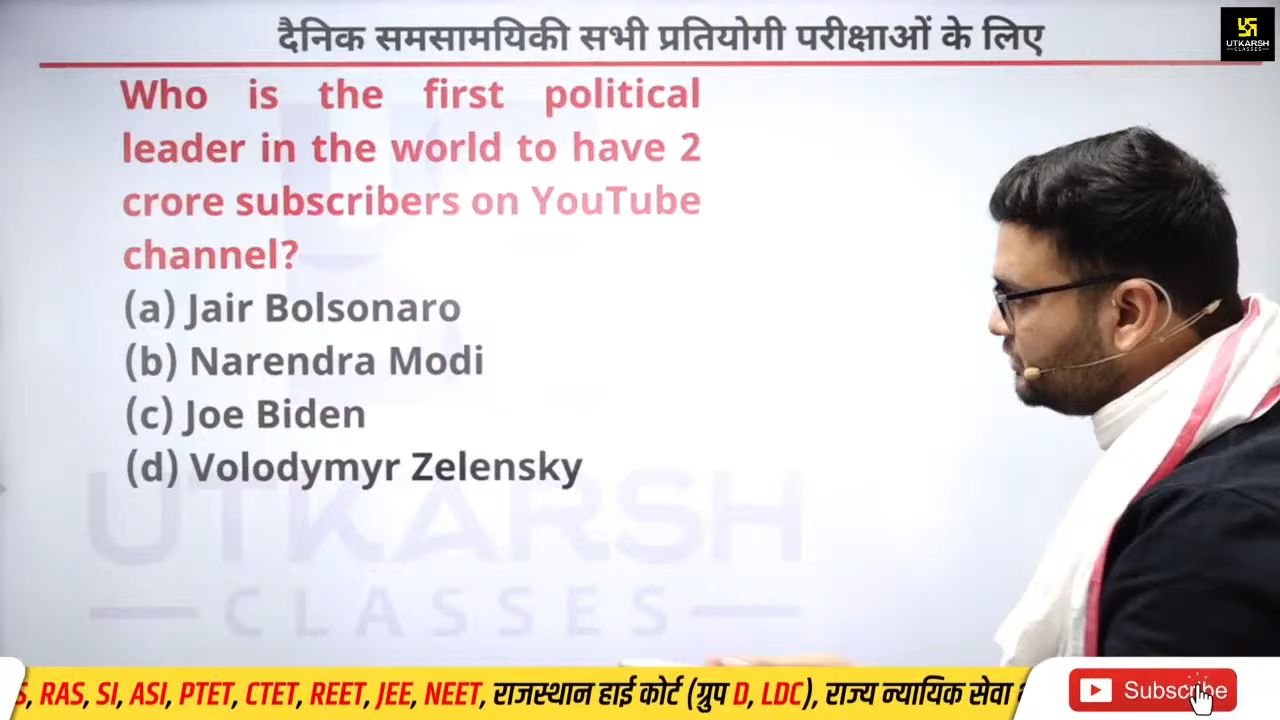 दैनिक समसामयिकी सभी प्रतियोगी परीक्षाओं के लिए
UTKARSH
CLASSES
Who is the first political
leader in the world to have 2
crore subscribers on YouTube
channel?
(a) Jair Bolsonaro
(b) Narendra Modi
(c) Joe Biden
(d) Volodymyr Zelensky
UTKARSH
CLASSES
S, RAS, SI, ASI, PTET, CTET, REET, JEE, NEET, राजस्थान हाई कोर्ट (ग्रुप D, LDC), राज्य न्यायिक सेवा
Subscribe